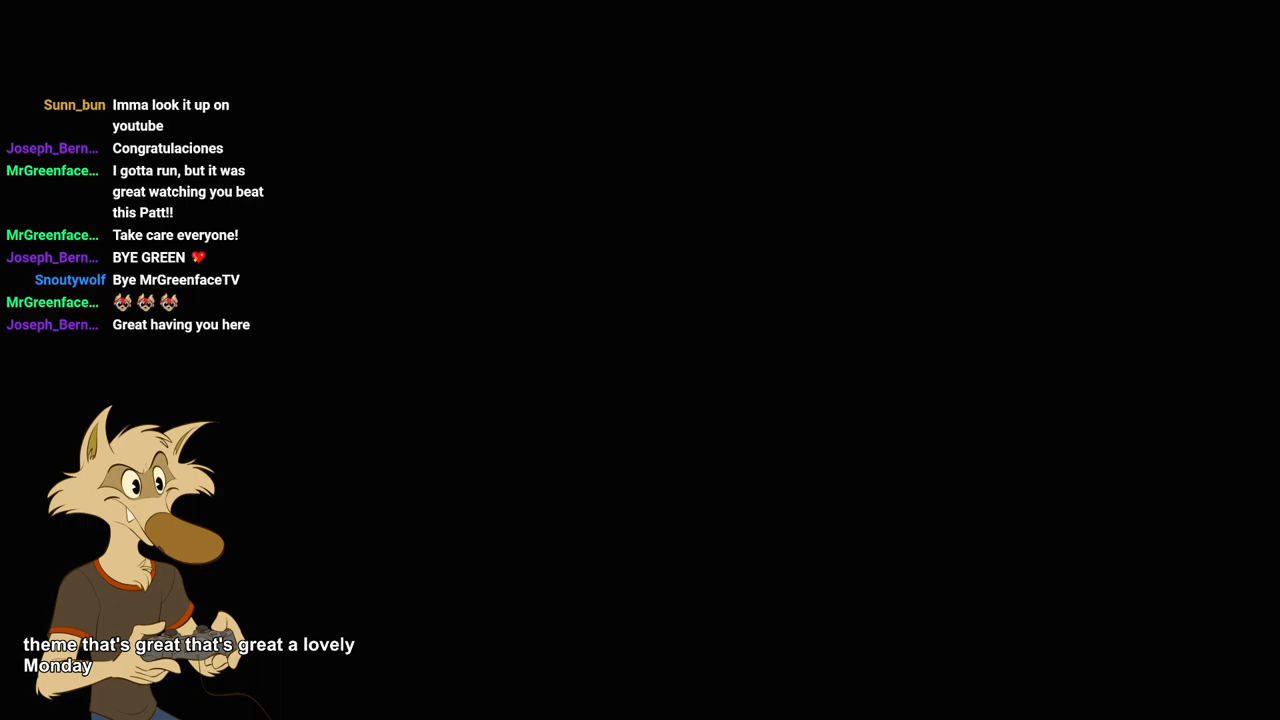 Sunn_bun Imma look it up on
youtube
Joseph_Bern... Congratulaciones
MrGreenface... I gotta run, but it was
great watching you beat
this Patt!!
MrGreenface... Take care everyone!
Joseph_Bern... BYE GREEN 💖
Snoutywolf Bye MrGreenfaceTV
MrGreenface...
Joseph_Bern... Great having you here
theme that's great that's great a lovely
Monday